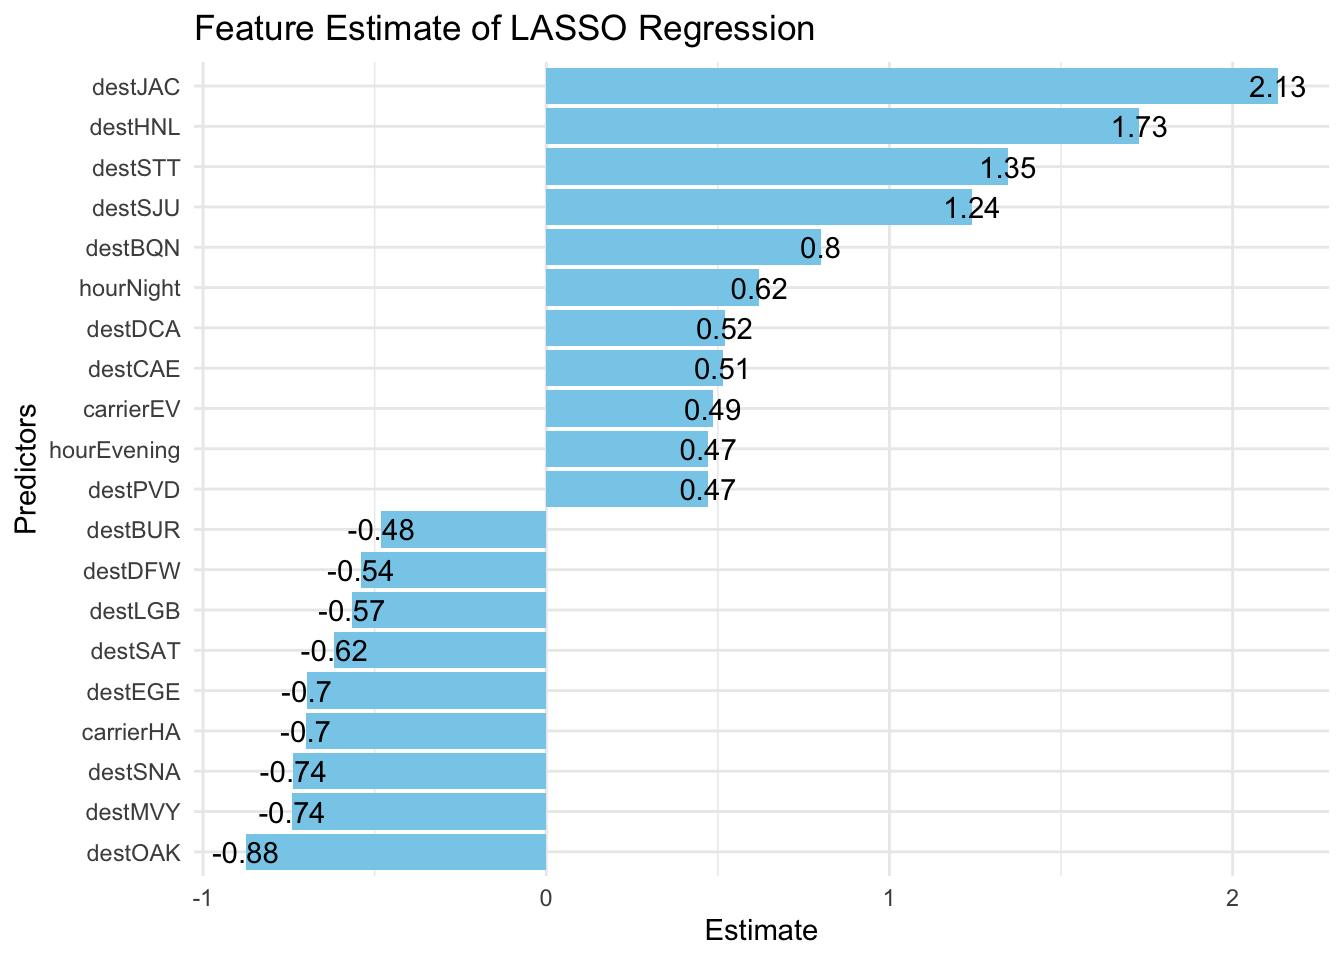 Feature Estimate of LASSO Regression
destJAC 2.13
destHNL 1.73
destSTT 1.35
destSJU 1.24
destBQN 0.8
hourNight 0.62
destDCA 0.52
destCAE 0.51
carrierEV 0.49
hourEvening 0.47
destPVD 0.47
destBUR -0.48
destDFW -0.54
destLGB -0.57
destSAT -0.62
destEGE -0.7
carrierHA -0.7
destSNA -0.74
destMVY -0.74
destOAK -0.88
Predictors
-1 0 1 2
Estimate